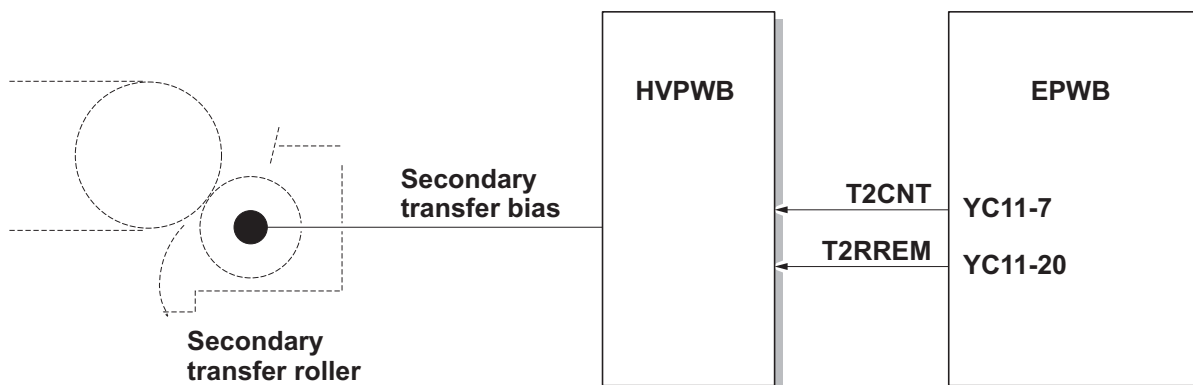 HVPWB
EPWB
Secondary
transfer bias
T2CNT
YC11-7
T2RREM
YC11-20
Secondary
transfer roller